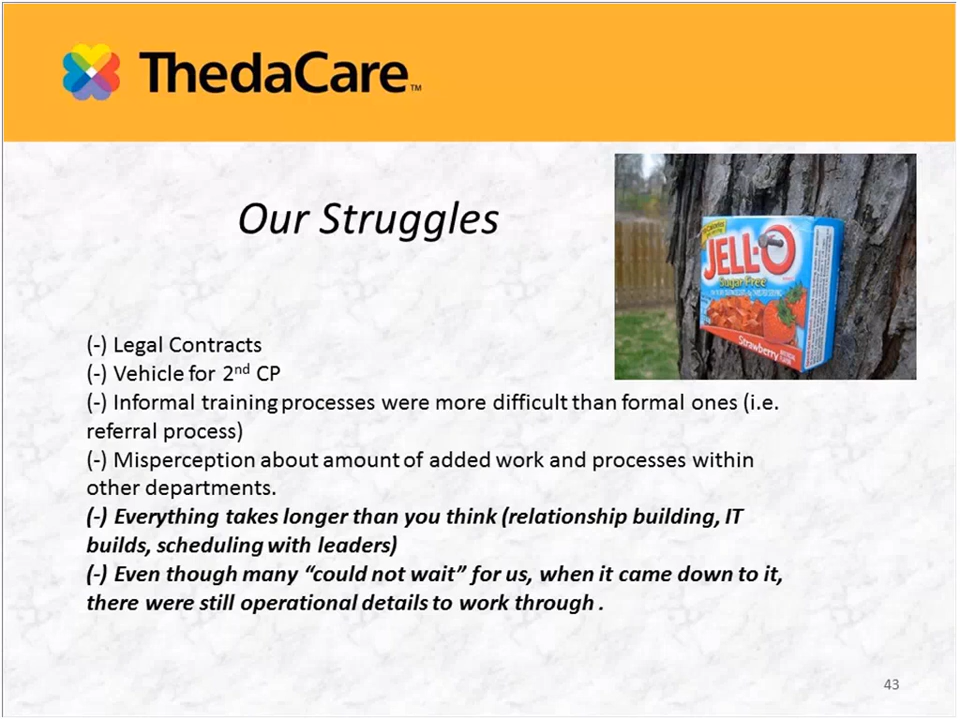 ThedaCare™
Our Struggles
JELL-O
Sugar Free
Strawberry
(-) Legal Contracts
(-) Vehicle for 2nd CP
(-) Informal training processes were more difficult than formal ones (i.e.
referral process)
(-) Misperception about amount of added work and processes within
other departments.
(-) Everything takes longer than you think (relationship building, IT
builds, scheduling with leaders)
(-) Even though many “could not wait” for us, when it came down to it,
there were still operational details to work through .
43